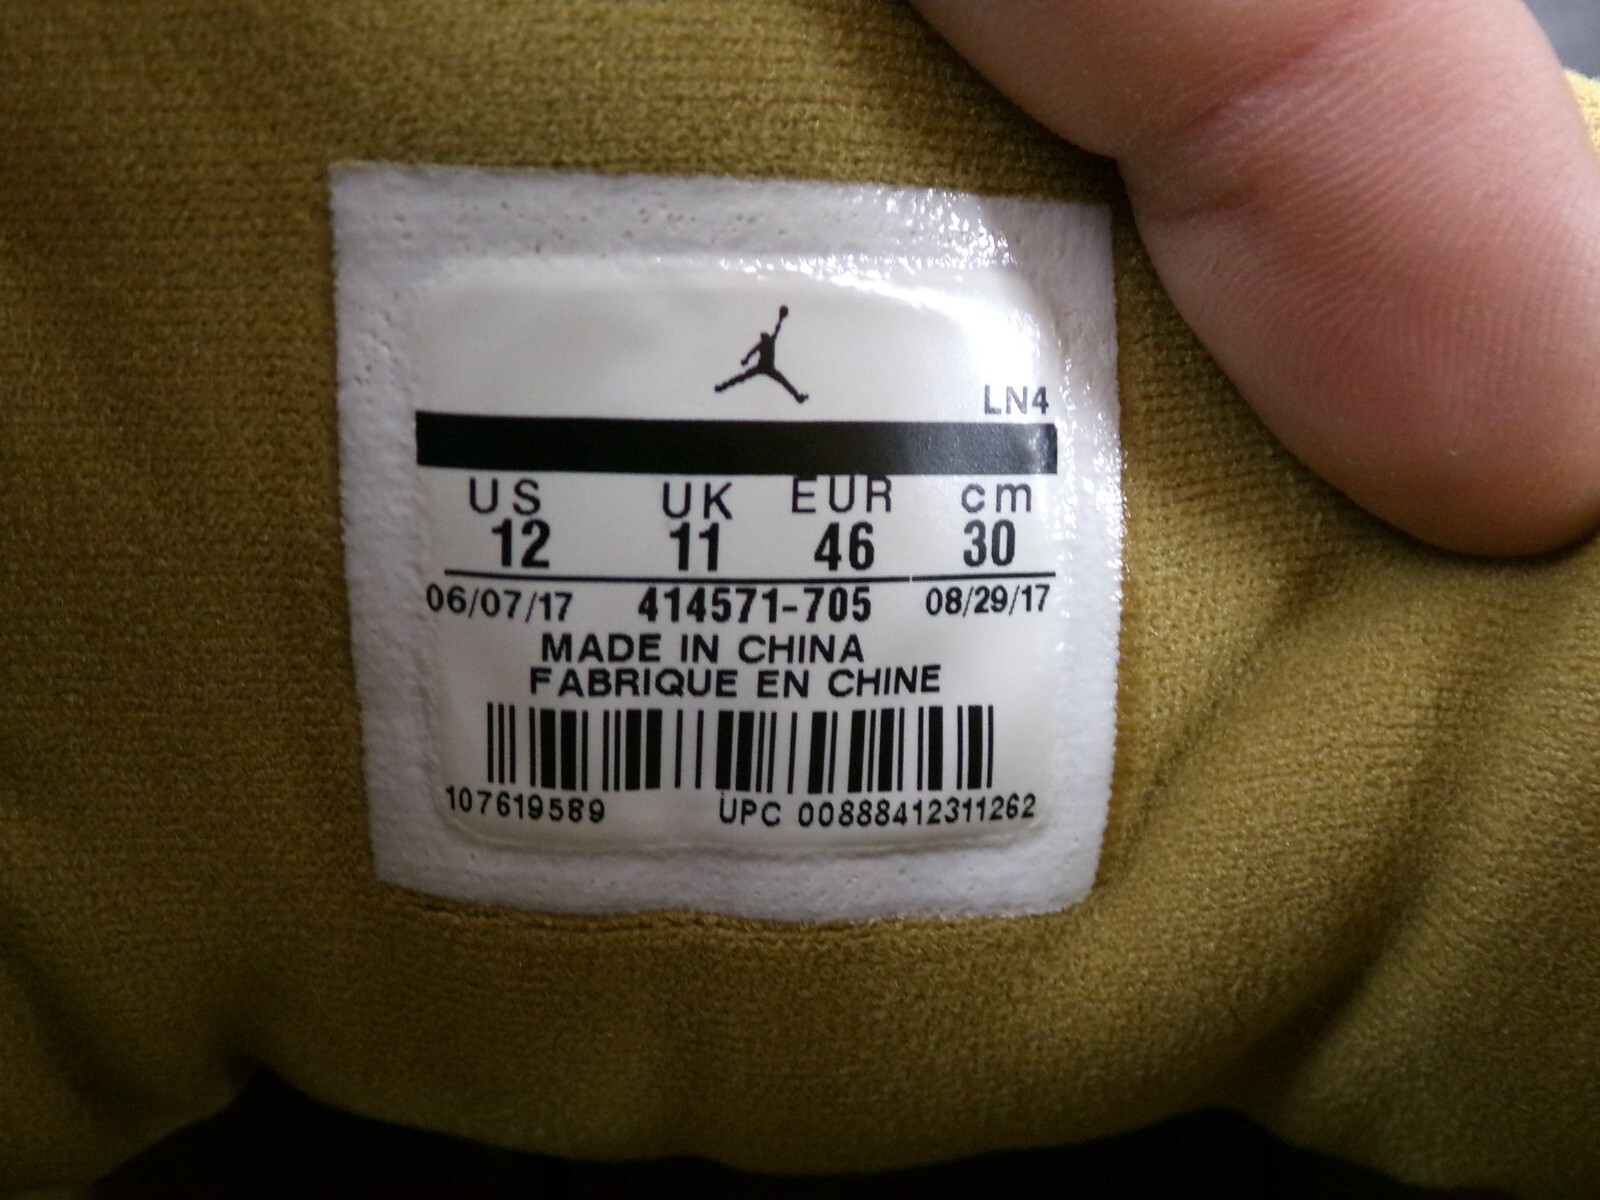 LN4
US UK EUR cm
12 11 46 30
06/07/17 414571-705 08/29/17
MADE IN CHINA
FABRIQUE EN CHINE
107619589 UPC 00888412311262